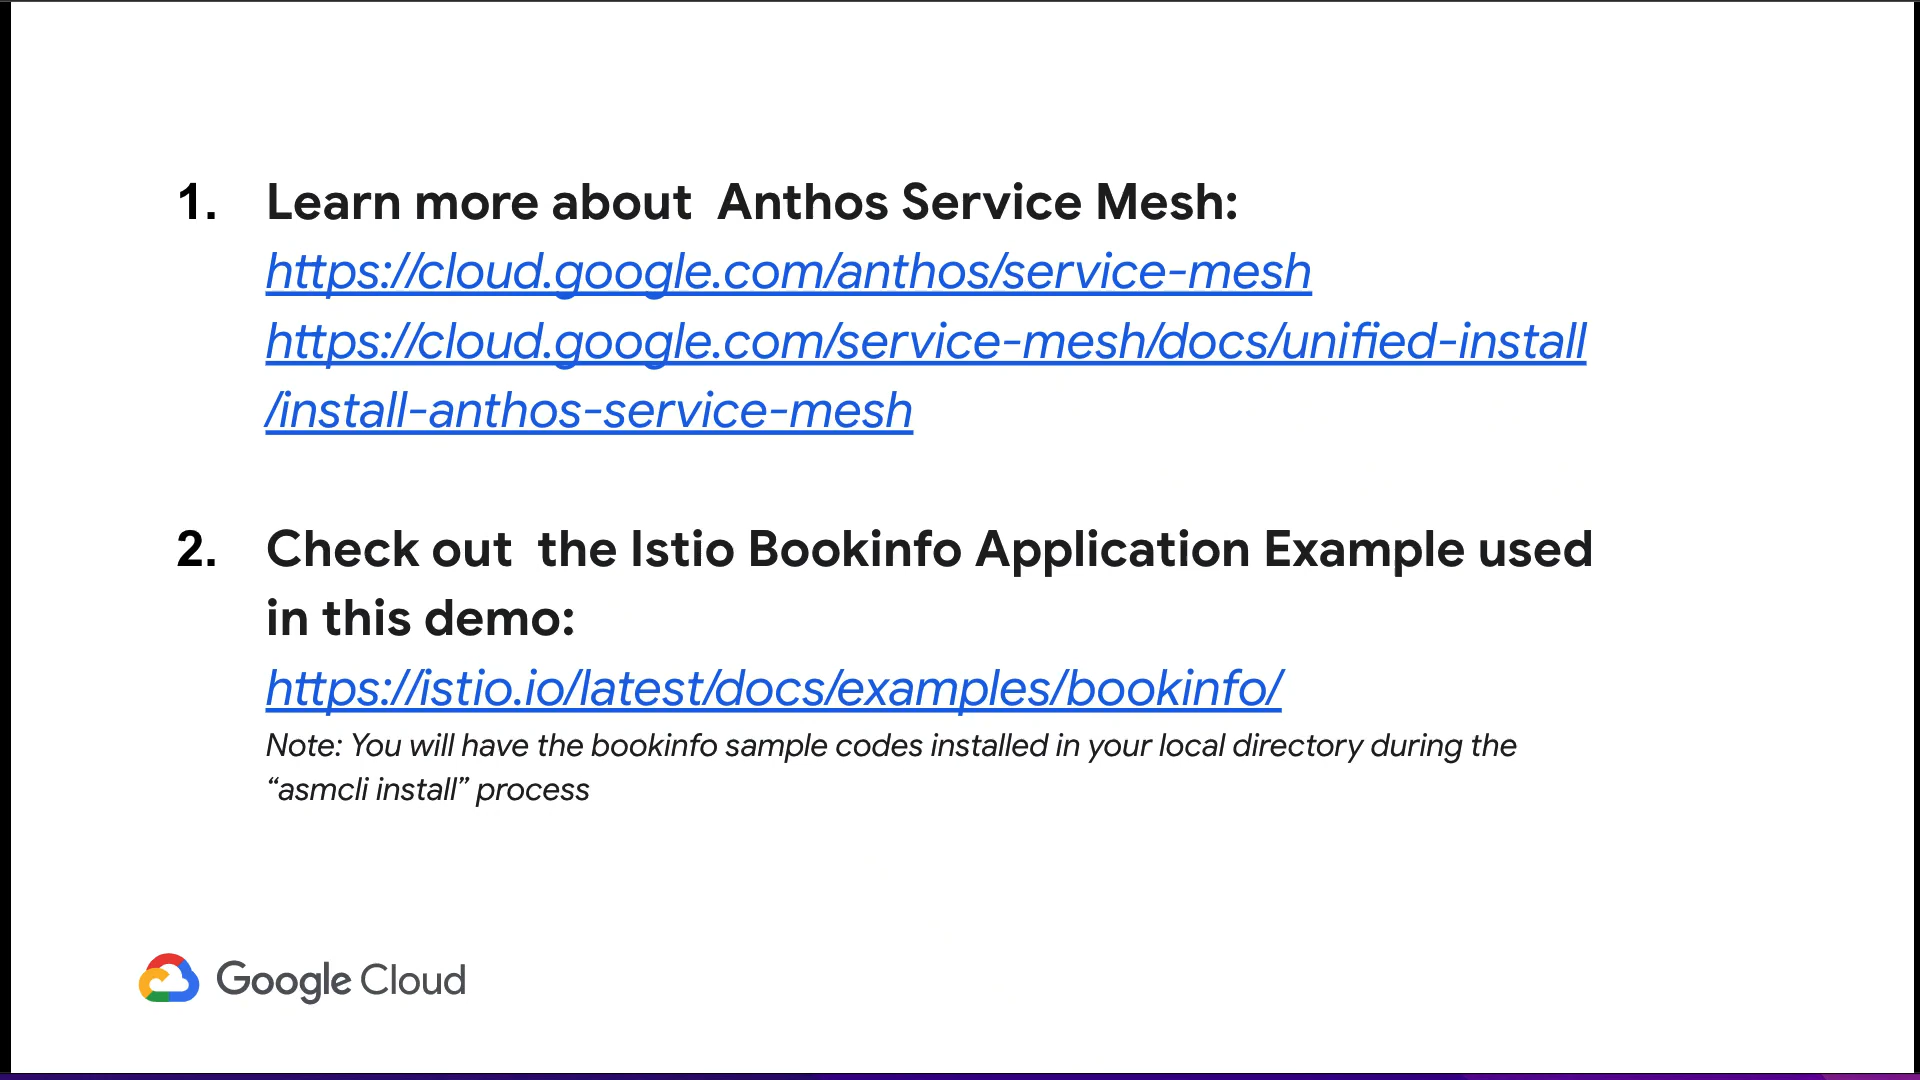 1. Learn more about  Anthos Service Mesh:
https://cloud.google.com/anthos/service-mesh
https://cloud.google.com/service-mesh/docs/unified-install
/install-anthos-service-mesh
2. Check out  the Istio Bookinfo Application Example used
in this demo:
https://istio.io/latest/docs/examples/bookinfo/
Note: You will have the bookinfo sample codes installed in your local directory during the
“asmcli install” process
Google Cloud